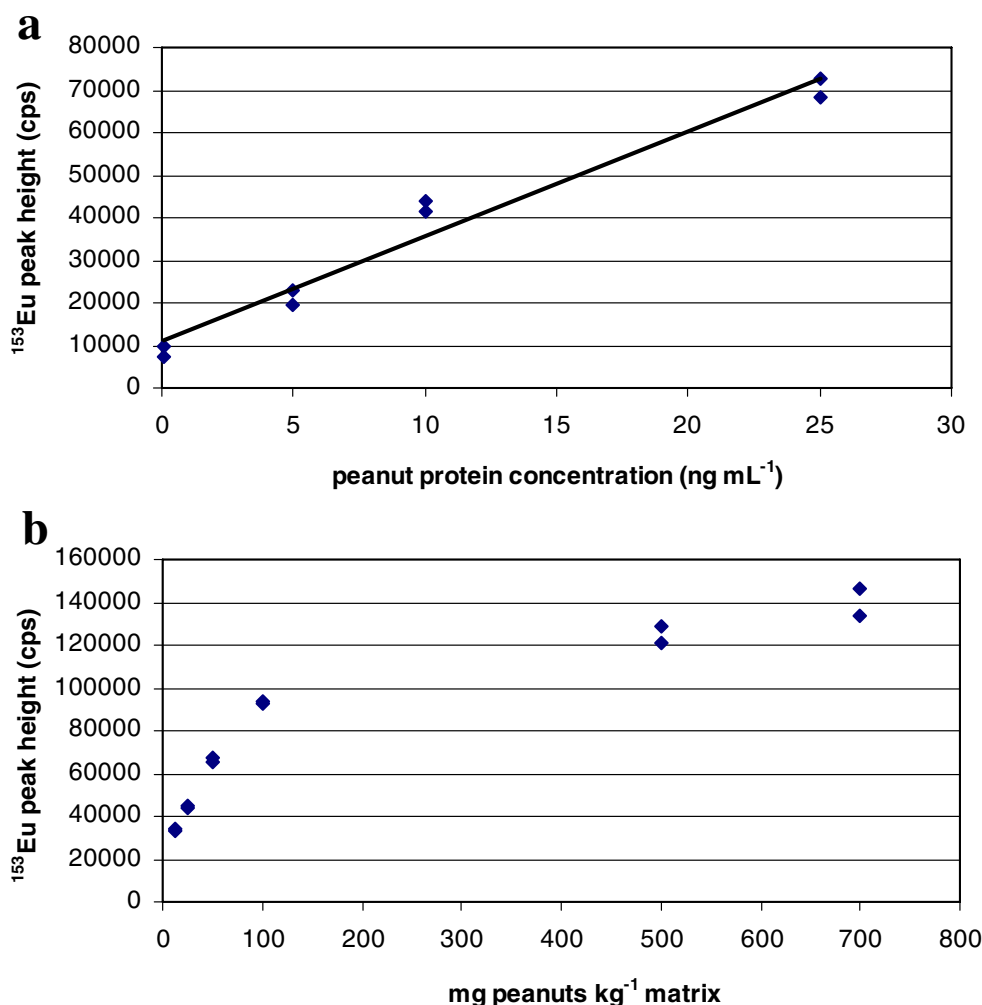 a
80000
70000
60000
50000
40000
30000
20000
10000
0
¹⁵³Eu peak height (cps)
0 5 10 15 20 25 30
peanut protein concentration (ng mL⁻¹)
b
160000
140000
120000
100000
80000
60000
40000
20000
0
¹⁵³Eu peak height (cps)
0 100 200 300 400 500 600 700 800
mg peanuts kg⁻¹ matrix